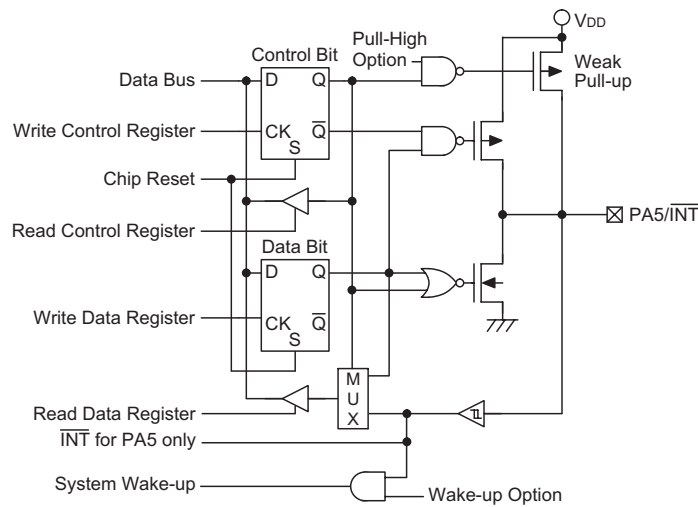 VDD
Control Bit
Pull-High
Option
Weak
Pull-up
Data Bus
D
Q
Write Control Register
CK
Q
S
Chip Reset
PA5/INT
Read Control Register
Data Bit
D
Q
Write Data Register
CK
Q
S
M
U
X
Read Data Register
INT for PA5 only
System Wake-up
Wake-up Option